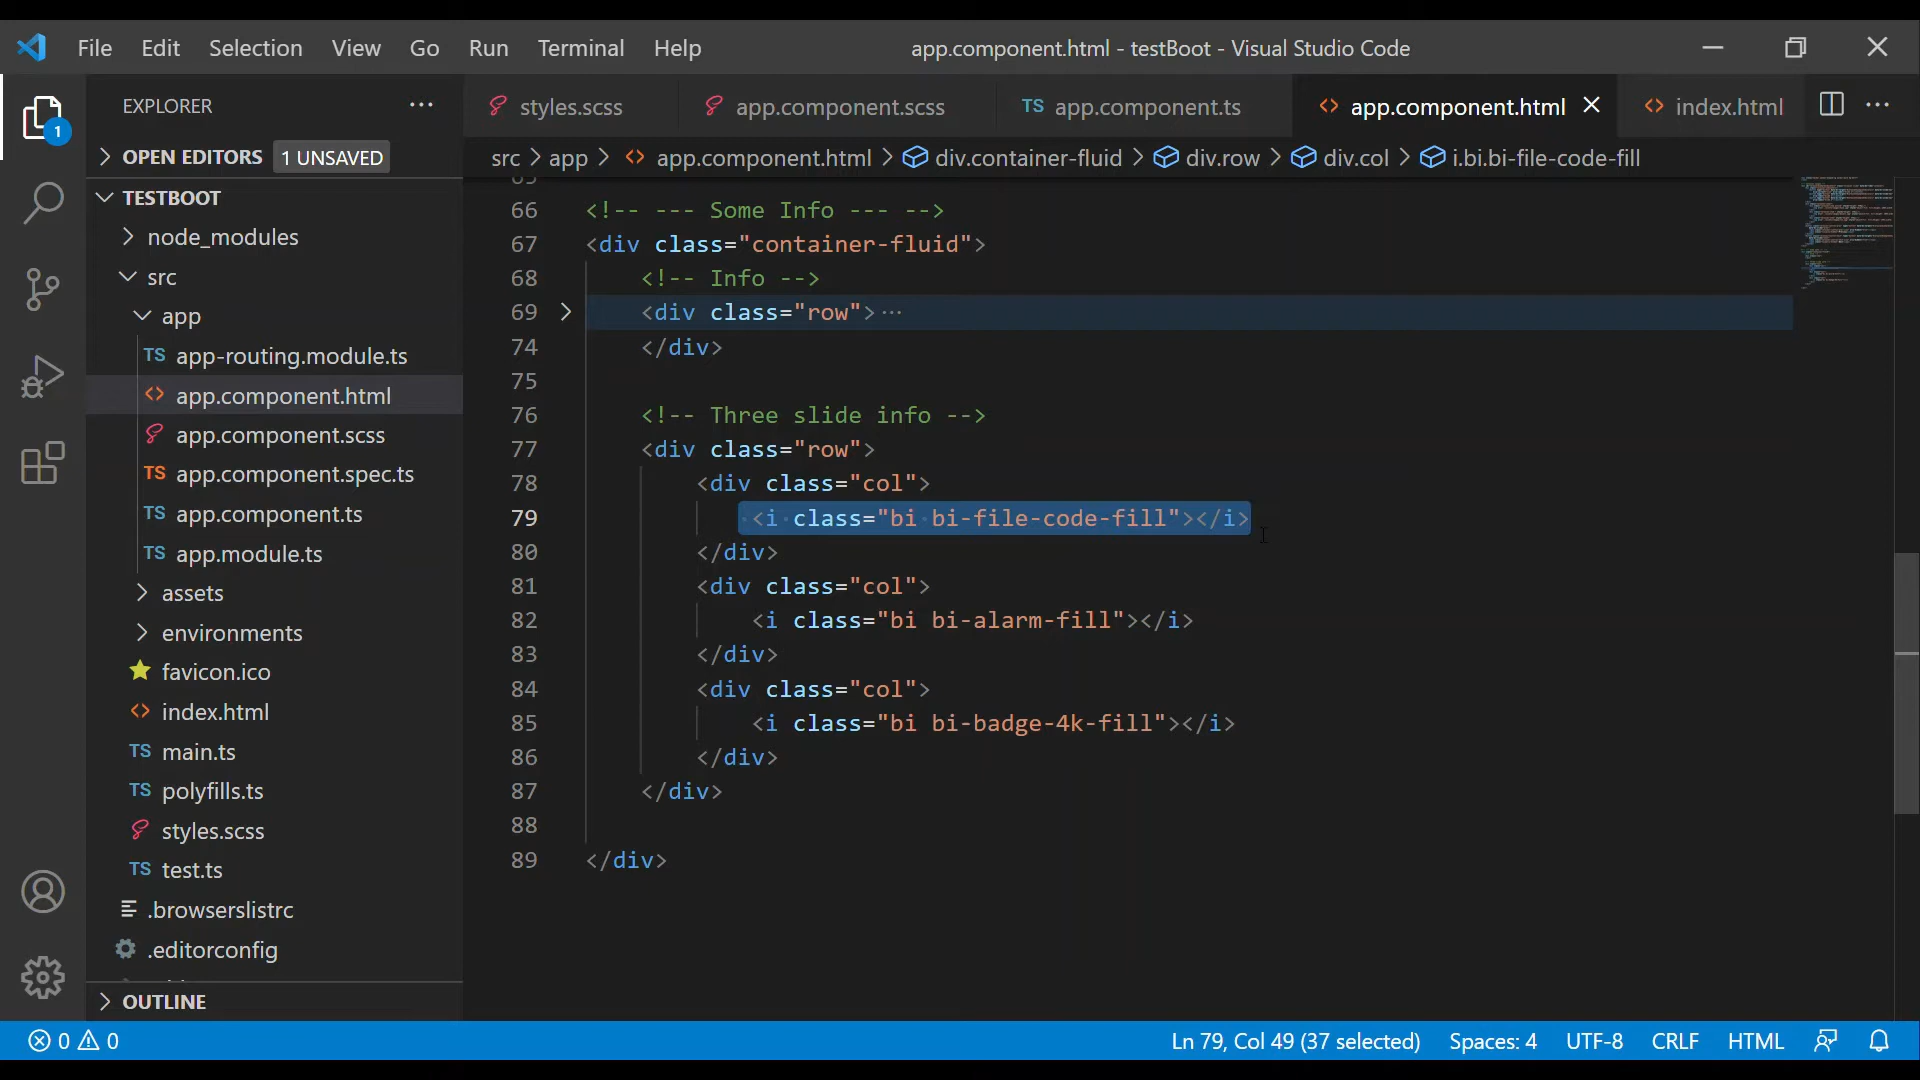 File Edit Selection View Go Run Terminal Help app.component.html - testBoot - Visual Studio Code
EXPLORER ···
styles.scss app.component.scss TS app.component.ts <> app.component.html <> index.html ···
1
OPEN EDITORS 1 UNSAVED
src > app > <> app.component.html > div.container-fluid > div.row > div.col > i.bi.bi-file-code-fill
TESTBOOT
node_modules
src
app
TS app-routing.module.ts
<> app.component.html
app.component.scss
TS app.component.spec.ts
TS app.component.ts
TS app.module.ts
assets
environments
favicon.ico
<> index.html
TS main.ts
TS polyfills.ts
styles.scss
TS test.ts
.browserslistrc
.editorconfig
OUTLINE
66 <!-- --- Some Info --- -->
67 <div class="container-fluid">
68 <!-- Info -->
69 <div class="row">···
74 </div>
75
76 <!-- Three slide info -->
77 <div class="row">
78 <div class="col">
79 <i class="bi bi-file-code-fill"></i>
80 </div>
81 <div class="col">
82 <i class="bi bi-alarm-fill"></i>
83 </div>
84 <div class="col">
85 <i class="bi bi-badge-4k-fill"></i>
86 </div>
87 </div>
88
89 </div>
0 0 Ln 79, Col 49 (37 selected) Spaces: 4 UTF-8 CRLF HTML